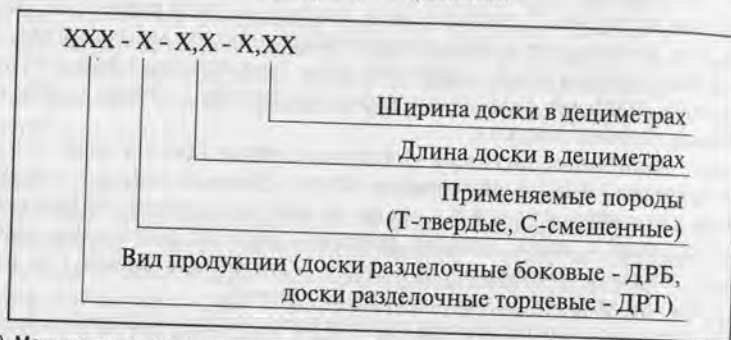 XXX - X - X,X - X,XX
Ширина доски в дециметрах
Длина доски в дециметрах
Применяемые породы
(Т-твердые, С-смешенные)
Вид продукции (доски разделочные боковые - ДРБ,
доски разделочные торцевые - ДРТ)